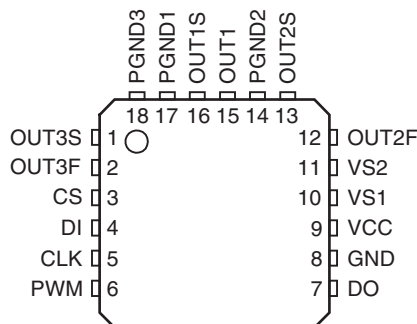 PGND3
PGND1
OUT1S
OUT1
PGND2
OUT2S
18 17 16 15 14 13
OUT3S 1 12 OUT2F
OUT3F 2 11 VS2
CS 3 10 VS1
DI 4 9 VCC
CLK 5 8 GND
PWM 6 7 DO